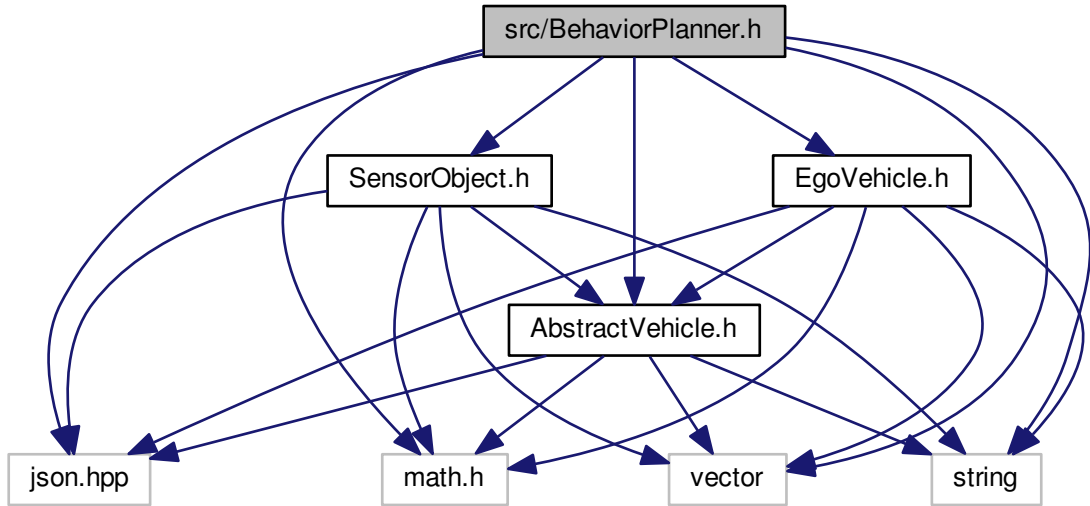 src/BehaviorPlanner.h
SensorObject.h
EgoVehicle.h
AbstractVehicle.h
json.hpp
math.h
vector
string